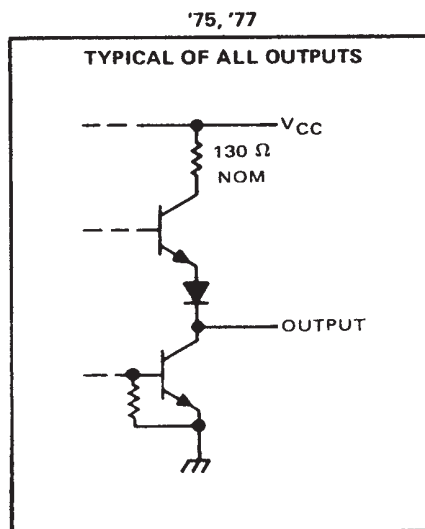 '75, '77
TYPICAL OF ALL OUTPUTS
VCC
130 Ω
NOM
OUTPUT